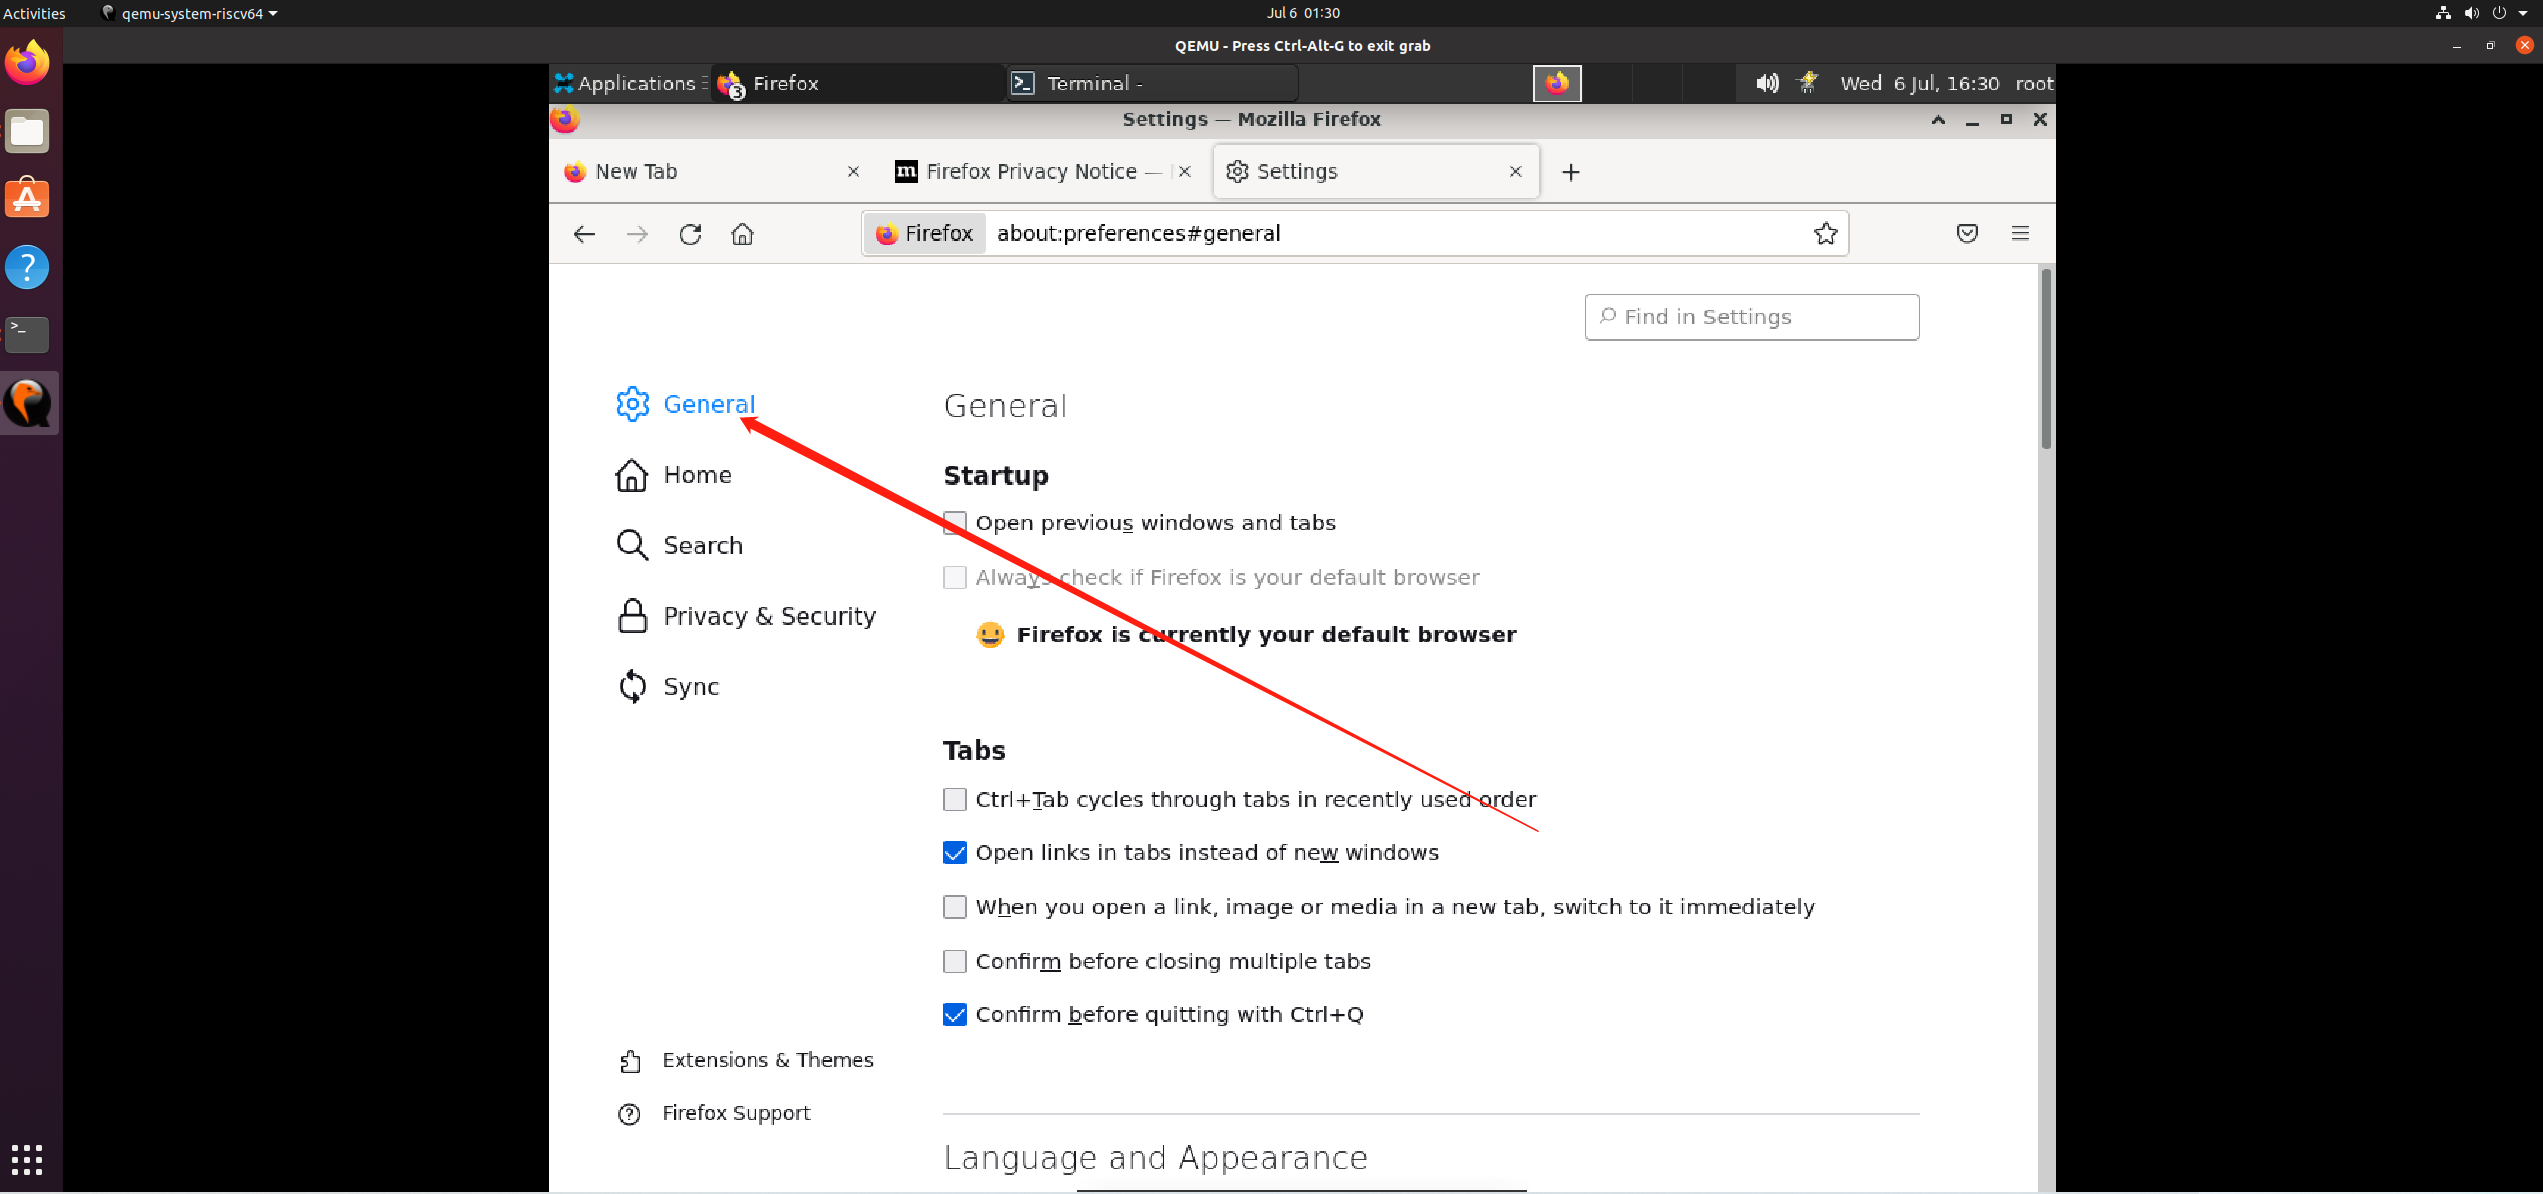 Activities
qemu-system-riscv64
Jul 6 01:30
QEMU - Press Ctrl-Alt-G to exit grab
Applications
3
Firefox
Terminal -
Wed 6 Jul, 16:30
root
Settings — Mozilla Firefox
New Tab
m
Firefox Privacy Notice —
Settings
Firefox
about:preferences#general
Find in Settings
General
Home
Search
Privacy & Security
Sync
Extensions & Themes
Firefox Support
General
Startup
Open previous windows and tabs
Always check if Firefox is your default browser
Firefox is currently your default browser
Tabs
Ctrl+Tab cycles through tabs in recently used order
Open links in tabs instead of new windows
When you open a link, image or media in a new tab, switch to it immediately
Confirm before closing multiple tabs
Confirm before quitting with Ctrl+Q
Language and Appearance